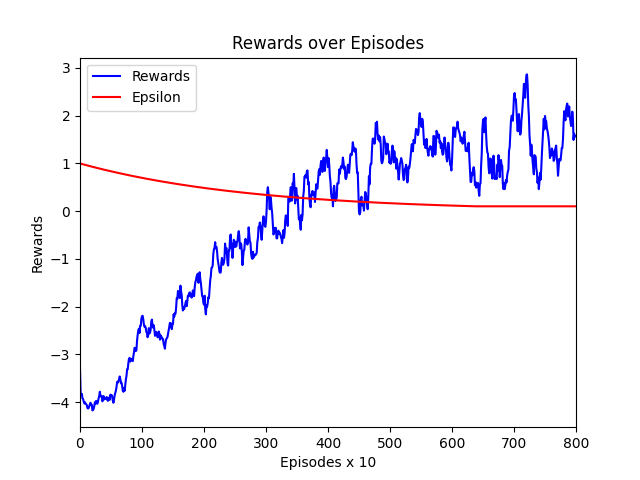 Rewards over Episodes
Rewards
Epsilon
3
2
1
0
−1
−2
−3
−4
Rewards
0 100 200 300 400 500 600 700 800
Episodes x 10